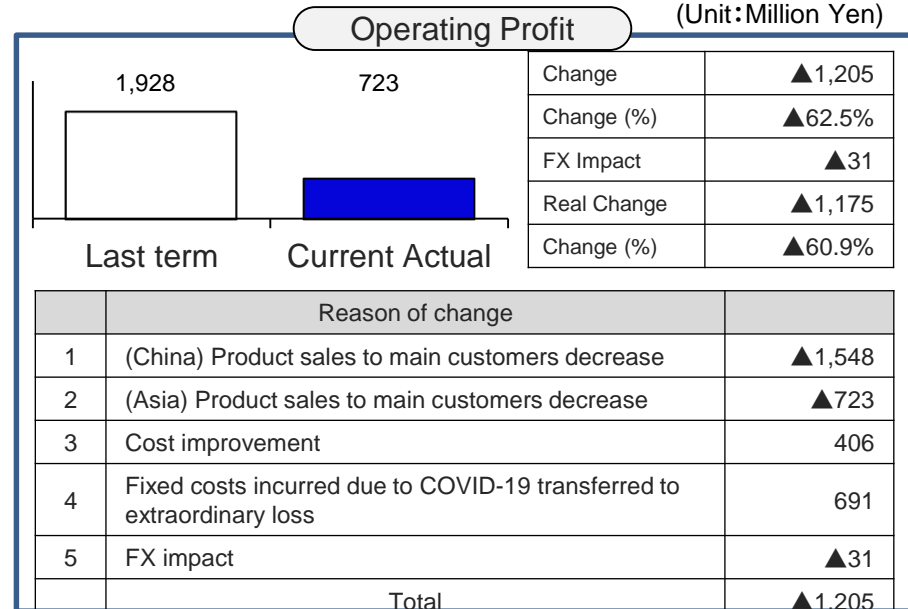 (Unit：Million Yen)
Operating Profit
1,928 723
Last term Current Actual
Change ▲1,205
Change (%) ▲62.5%
FX Impact ▲31
Real Change ▲1,175
Change (%) ▲60.9%
Reason of change
1 (China) Product sales to main customers decrease ▲1,548
2 (Asia) Product sales to main customers decrease ▲723
3 Cost improvement 406
4 Fixed costs incurred due to COVID-19 transferred to
extraordinary loss 691
5 FX impact ▲31
Total ▲1,205